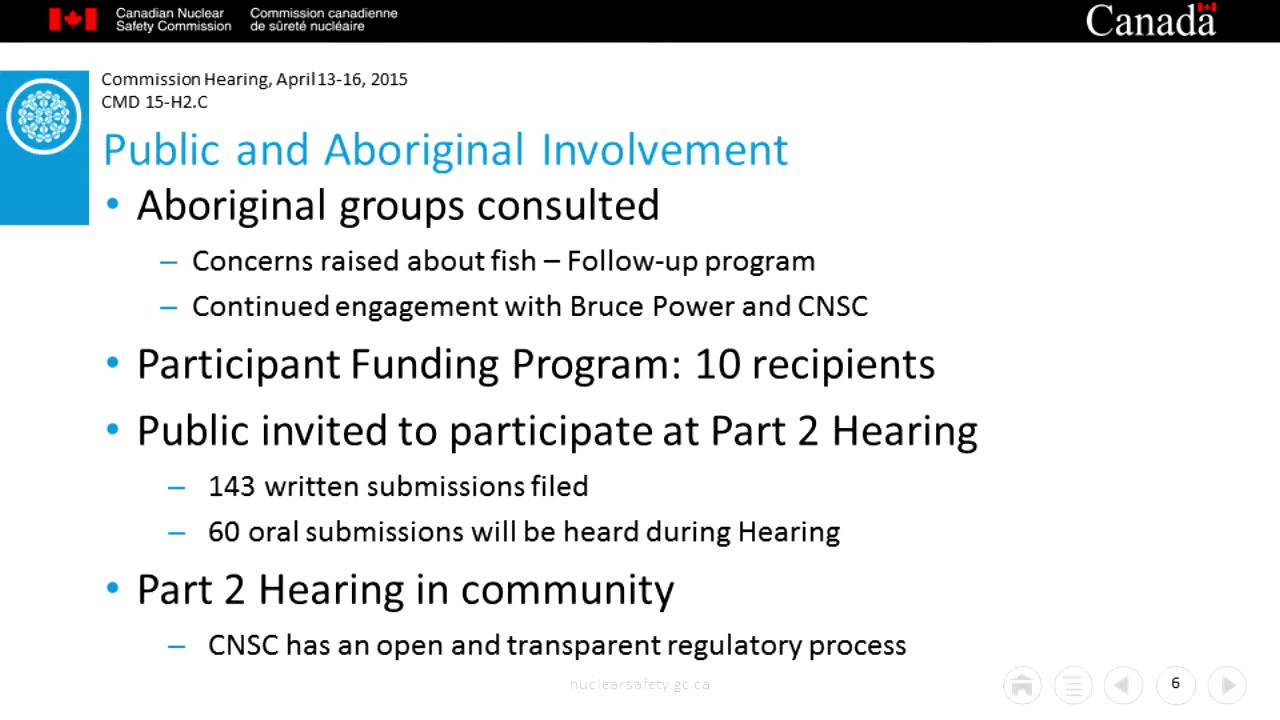 Canadian Nuclear Safety Commission
Commission canadienne de sûreté nucléaire
Canada
Commission Hearing, April 13-16, 2015
CMD 15-H2.C
Public and Aboriginal Involvement
• Aboriginal groups consulted
– Concerns raised about fish – Follow-up program
– Continued engagement with Bruce Power and CNSC
• Participant Funding Program: 10 recipients
• Public invited to participate at Part 2 Hearing
– 143 written submissions filed
– 60 oral submissions will be heard during Hearing
• Part 2 Hearing in community
– CNSC has an open and transparent regulatory process
nuclearsafety.gc.ca
6